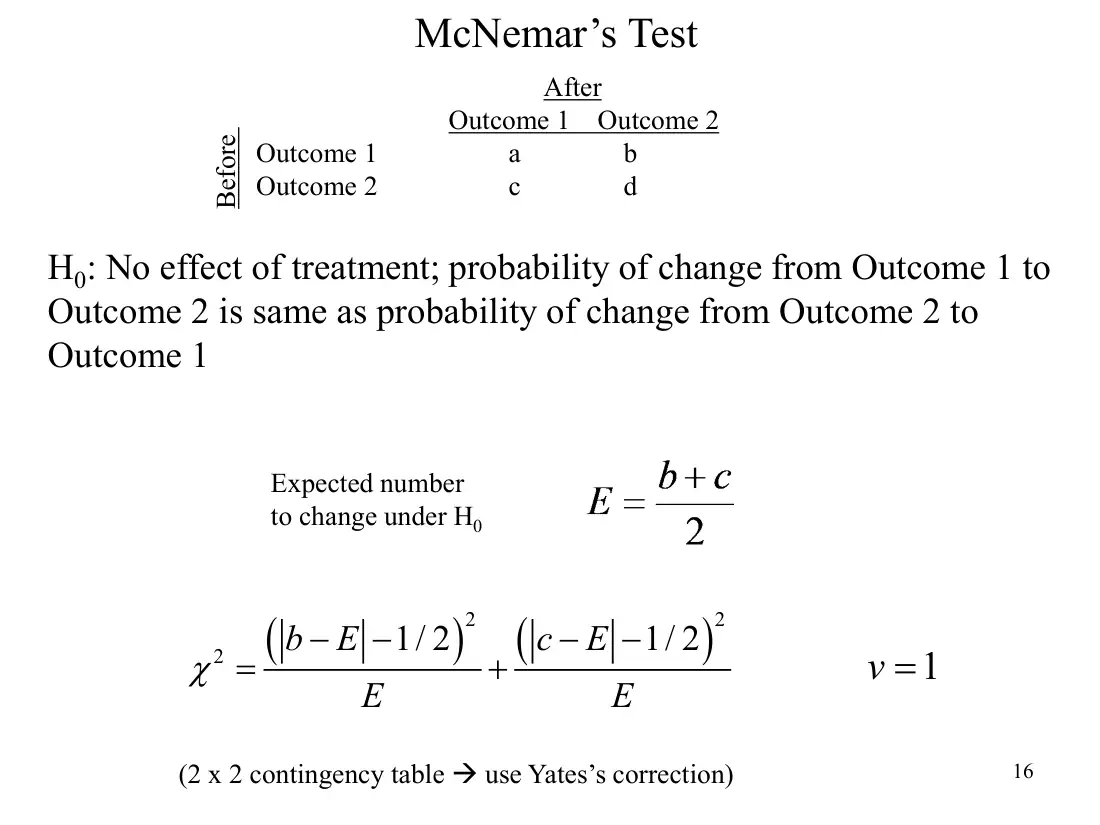 McNemar’s Test
After
Outcome 1 Outcome 2
Before
Outcome 1 a b
Outcome 2 c d
H₀: No effect of treatment; probability of change from Outcome 1 to
Outcome 2 is same as probability of change from Outcome 2 to
Outcome 1
Expected number
to change under H₀
E = (b + c) / 2
χ² = (|b − E| − 1/2)² / E + (|c − E| − 1/2)² / E v = 1
(2 x 2 contingency table → use Yates’s correction)
16